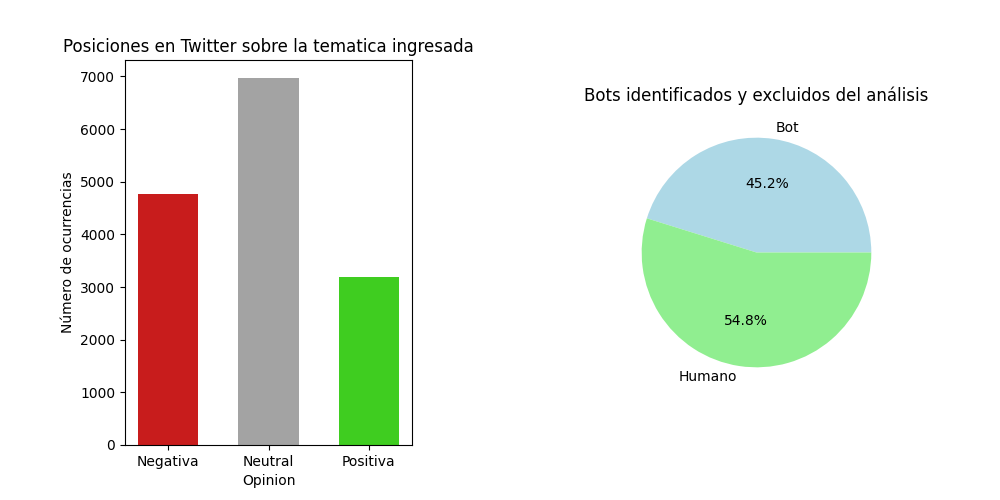 Posiciones en Twitter sobre la tematica ingresada
Número de ocurrencias
7000
6000
5000
4000
3000
2000
1000
0
Negativa
Neutral
Positiva
Opinion
Bots identificados y excluidos del análisis
Bot
45.2%
54.8%
Humano